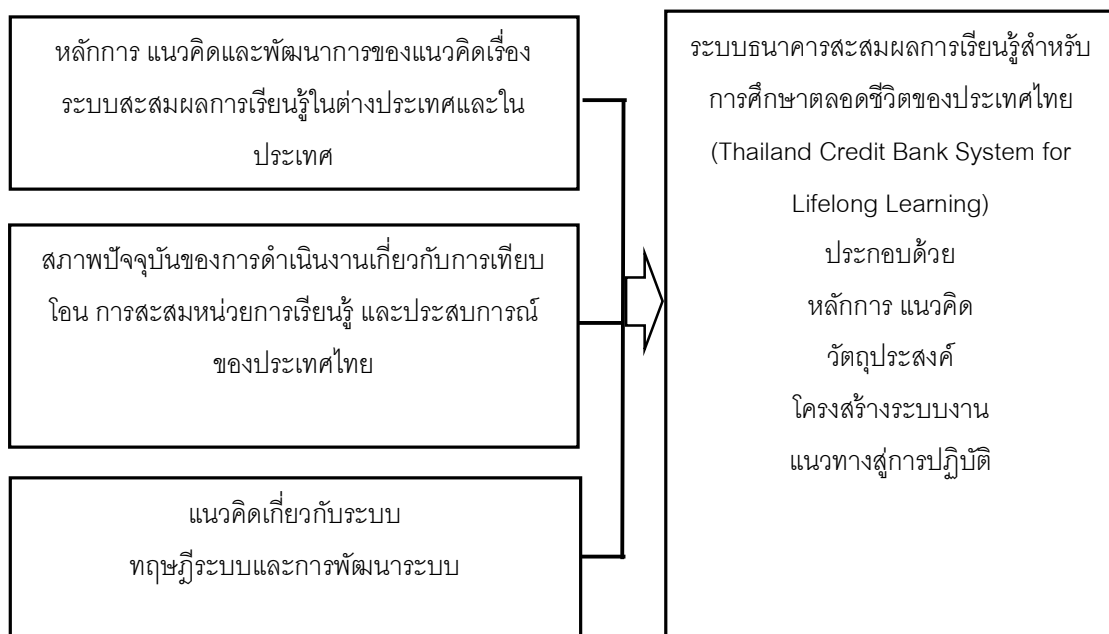 หลักการ แนวคิดและพัฒนาการของแนวคิดเรื่อง
ระบบสะสมผลการเรียนรู้ในต่างประเทศและใน
ประเทศ
สภาพปัจจุบันของการดำเนินงานเกี่ยวกับการเทียบ
โอน การสะสมหน่วยการเรียนรู้ และประสบการณ์
ของประเทศไทย
แนวคิดเกี่ยวกับระบบ
ทฤษฎีระบบและการพัฒนาระบบ
ระบบธนาคารสะสมผลการเรียนรู้สำหรับ
การศึกษาตลอดชีวิตของประเทศไทย
(Thailand Credit Bank System for
Lifelong Learning)
ประกอบด้วย
หลักการ แนวคิด
วัตถุประสงค์
โครงสร้างระบบงาน
แนวทางสู่การปฏิบัติ